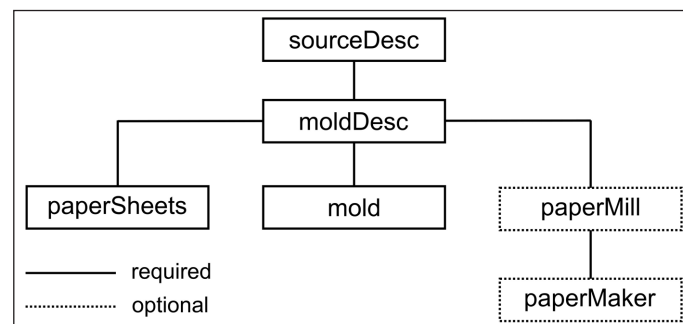 sourceDesc
moldDesc
paperSheets
mold
paperMill
paperMaker
required
optional